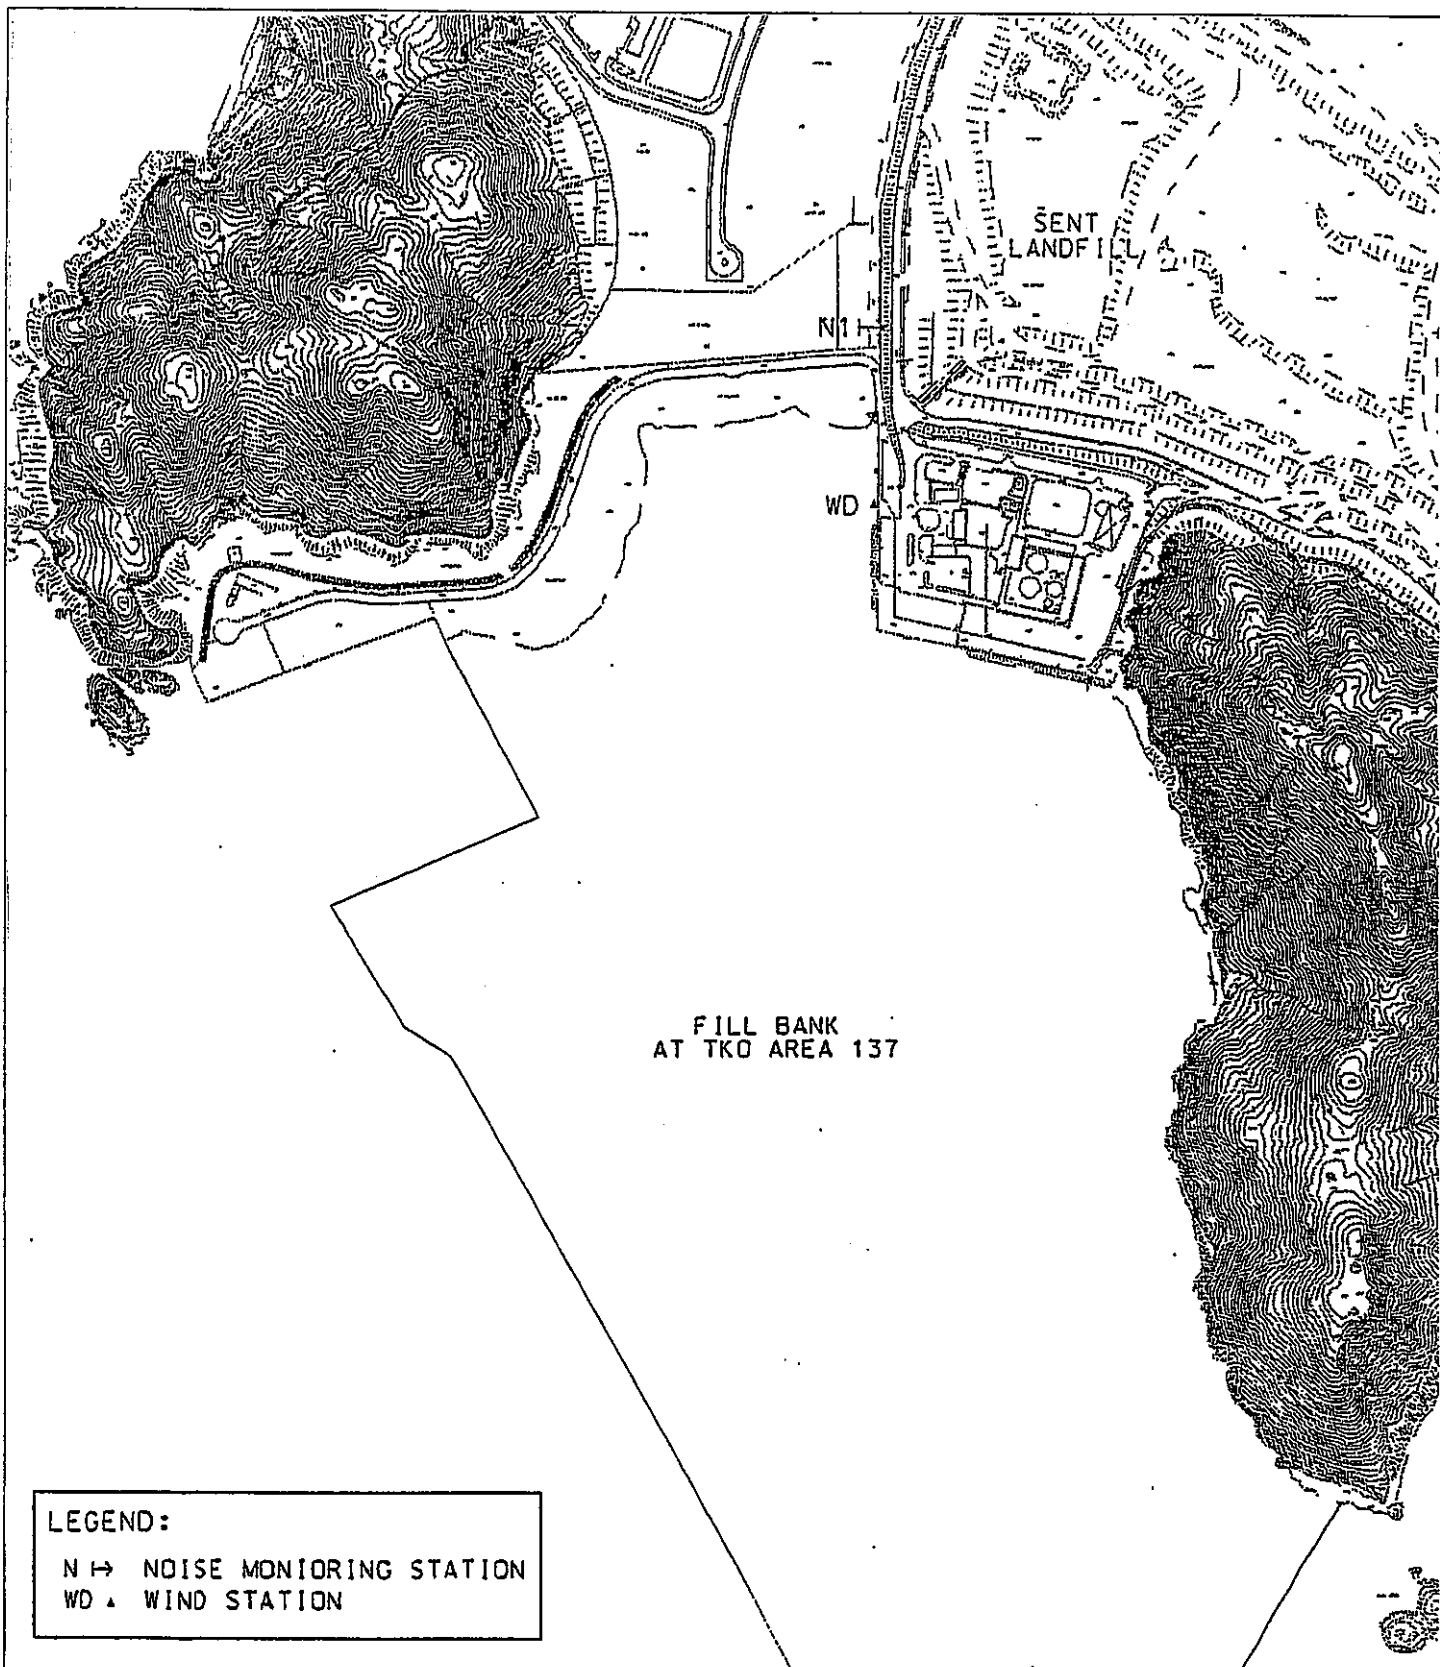 SENT
LANDFILL
N1
WD
FILL BANK
AT TKO AREA 137
LEGEND:
N NOISE MONIORING STATION
WD ▲ WIND STATION